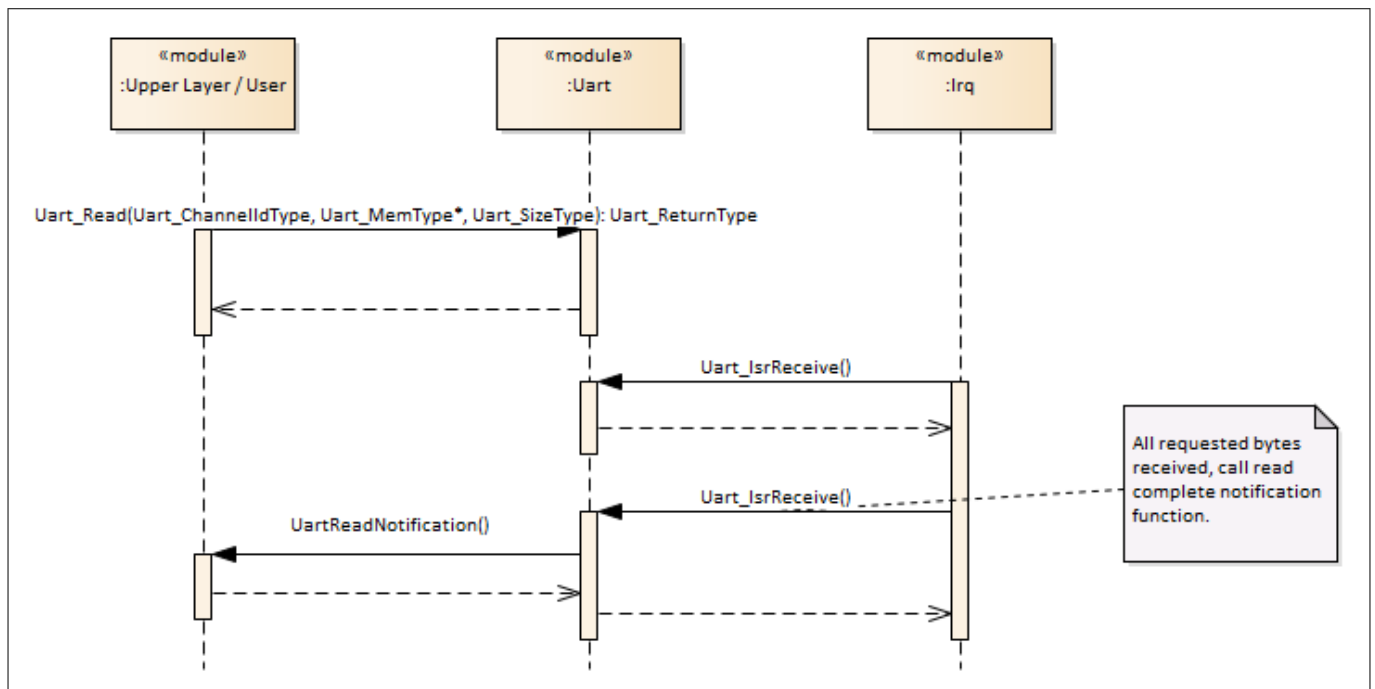 «module»
:Upper Layer / User
«module»
:Uart
«module»
:Irq
Uart_Read(Uart_ChannelIdType, Uart_MemType*, Uart_SizeType): Uart_ReturnType
Uart_IsrReceive()
All requested bytes
received, call read
complete notification
function.
Uart_IsrReceive()
UartReadNotification()